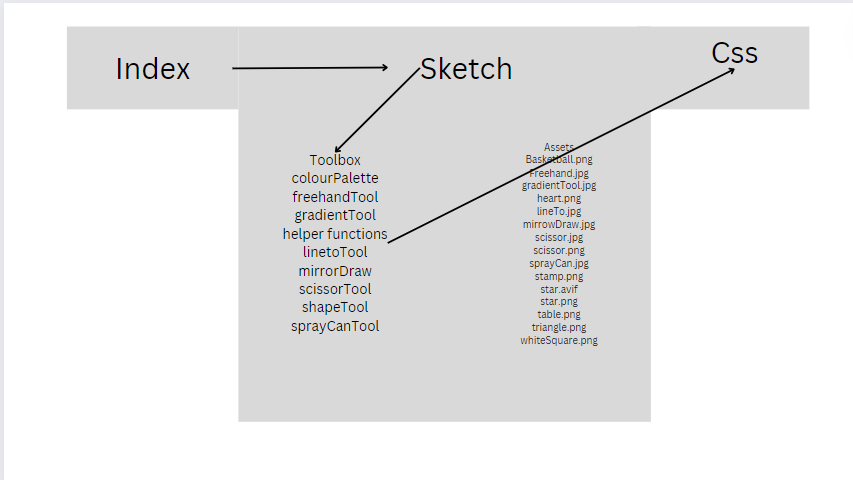 Index
Sketch
Css
Toolbox
colourPalette
freehandTool
gradientTool
helper functions
linetoTool
mirrorDraw
scissorTool
shapeTool
sprayCanTool
Assets
Basketball.png
Freehand.jpg
gradientTool.jpg
heart.png
lineTo.jpg
mirrowDraw.jpg
scissor.jpg
scissor.png
sprayCan.jpg
stamp.png
star.avif
star.png
table.png
triangle.png
whiteSquare.png